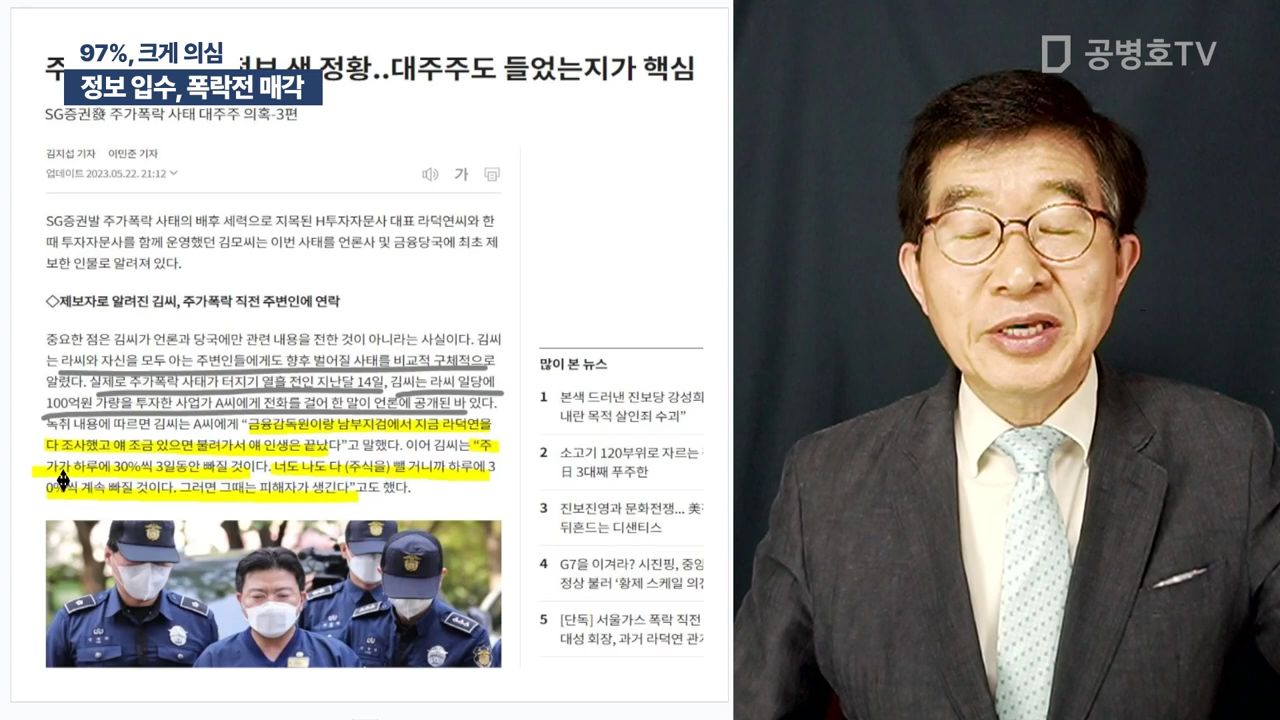 97%, 크게 의심
정보 입수, 폭락전 매각
정황..대주주도 들었는지가 핵심
SG증권發 주가폭락 사태 대주주 의혹-3편
김지섭 기자 이민준 기자
업데이트 2023.05.22. 21:12
가
SG증권발 주가폭락 사태의 배후 세력으로 지목된 H투자자문사 대표 라덕연씨와 한
때 투자자문사를 함께 운영했던 김모씨는 이번 사태를 언론사 및 금융당국에 최초 제
보한 인물로 알려져 있다.
◇제보자로 알려진 김씨, 주가폭락 직전 주변인에 연락
중요한 점은 김씨가 언론과 당국에만 관련 내용을 전한 것이 아니라는 사실이다. 김씨
는 라씨와 자신을 모두 아는 주변인들에게도 향후 벌어질 사태를 비교적 구체적으로
알렸다. 실제로 주가폭락 사태가 터지기 열흘 전인 지난달 14일, 김씨는 라씨 일당에
100억원 가량을 투자한 사업가 A씨에게 전화를 걸어 한 말이 언론에 공개된 바 있다.
녹취 내용에 따르면 김씨는 A씨에게 “금융감독원이랑 남부지검에서 지금 라덕연을
다 조사했고 얘 조금 있으면 불려가서 얘 인생은 끝났다”고 말했다. 이어 김씨는 “주
가가 하루에 30%씩 3일동안 빠질 것이다. 너도 나도 다 (주식을) 뺄 거니까 하루에 3
0%씩 계속 빠질 것이다. 그러면 그때는 피해자가 생긴다”고도 했다.
많이 본 뉴스
1 본색 드러낸 진보당 강성희
내란 목적 살인죄 수괴”
2 소고기 120부위로 자르는
日 3대째 푸주한
3 진보진영과 문화전쟁... 美
뒤흔드는 디샌티스
4 G7을 이겨라? 시진핑, 중앙
정상 불러 ‘황제 스케일 의
5 [단독] 서울가스 폭락 직전
대성 회장, 과거 라덕연 관
공병호TV